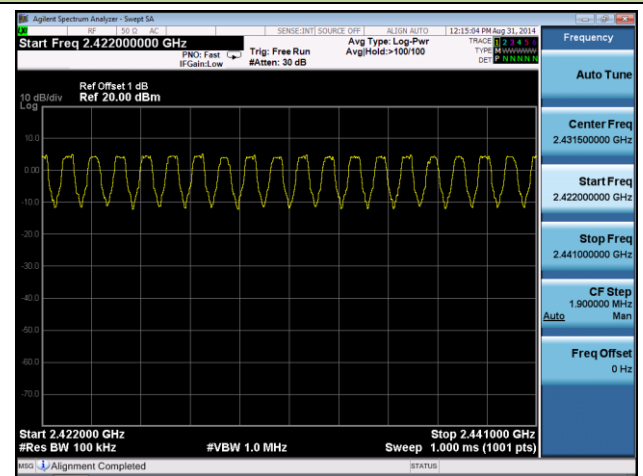 Agilent Spectrum Analyzer - Swept SA
RF 50 Ω AC SENSE:INT SOURCE OFF ALIGN AUTO 12:15:04 PM Aug 31, 2014
Start Freq 2.422000000 GHz
PNO: Fast
IFGain:Low
Trig: Free Run
#Atten: 30 dB
Avg Type: Log-Pwr
Avg|Hold:>100/100
TRACE 1 2 3 4 5 6
TYPE M WWWWW
DET P N N N N N
Ref Offset 1 dB
10 dB/div Ref 20.00 dBm
Log
10.0
0.00
-10.0
-20.0
-30.0
-40.0
-50.0
-60.0
-70.0
Start 2.422000 GHz Stop 2.441000 GHz
#Res BW 100 kHz #VBW 1.0 MHz Sweep 1.000 ms (1001 pts)
MSG Alignment Completed STATUS
Frequency
Auto Tune
Center Freq
2.431500000 GHz
Start Freq
2.422000000 GHz
Stop Freq
2.441000000 GHz
CF Step
1.900000 MHz
Auto Man
Freq Offset
0 Hz